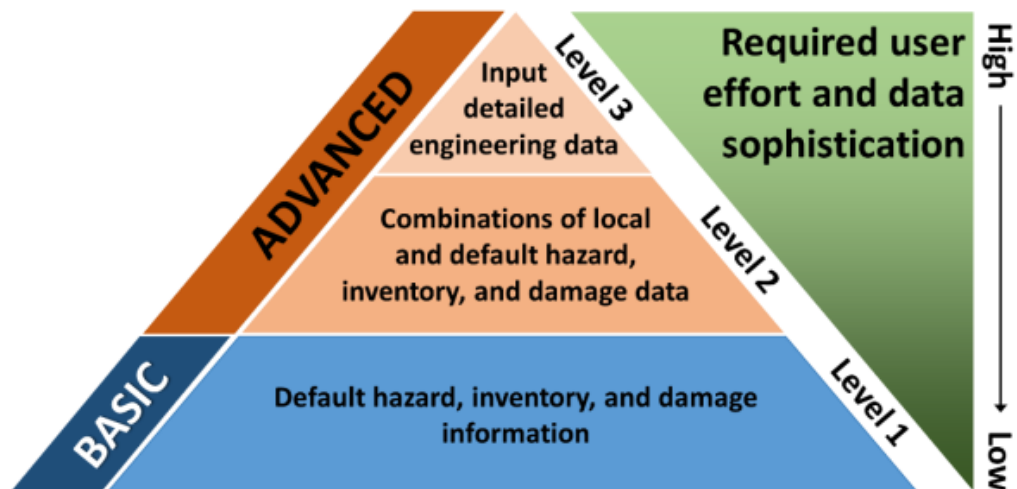 ADVANCED
BASIC
Input
detailed
engineering data
Combinations of local
and default hazard,
inventory, and damage data
Default hazard, inventory, and damage
information
Level 3
Level 2
Level 1
Required user
effort and data
sophistication
High
Low